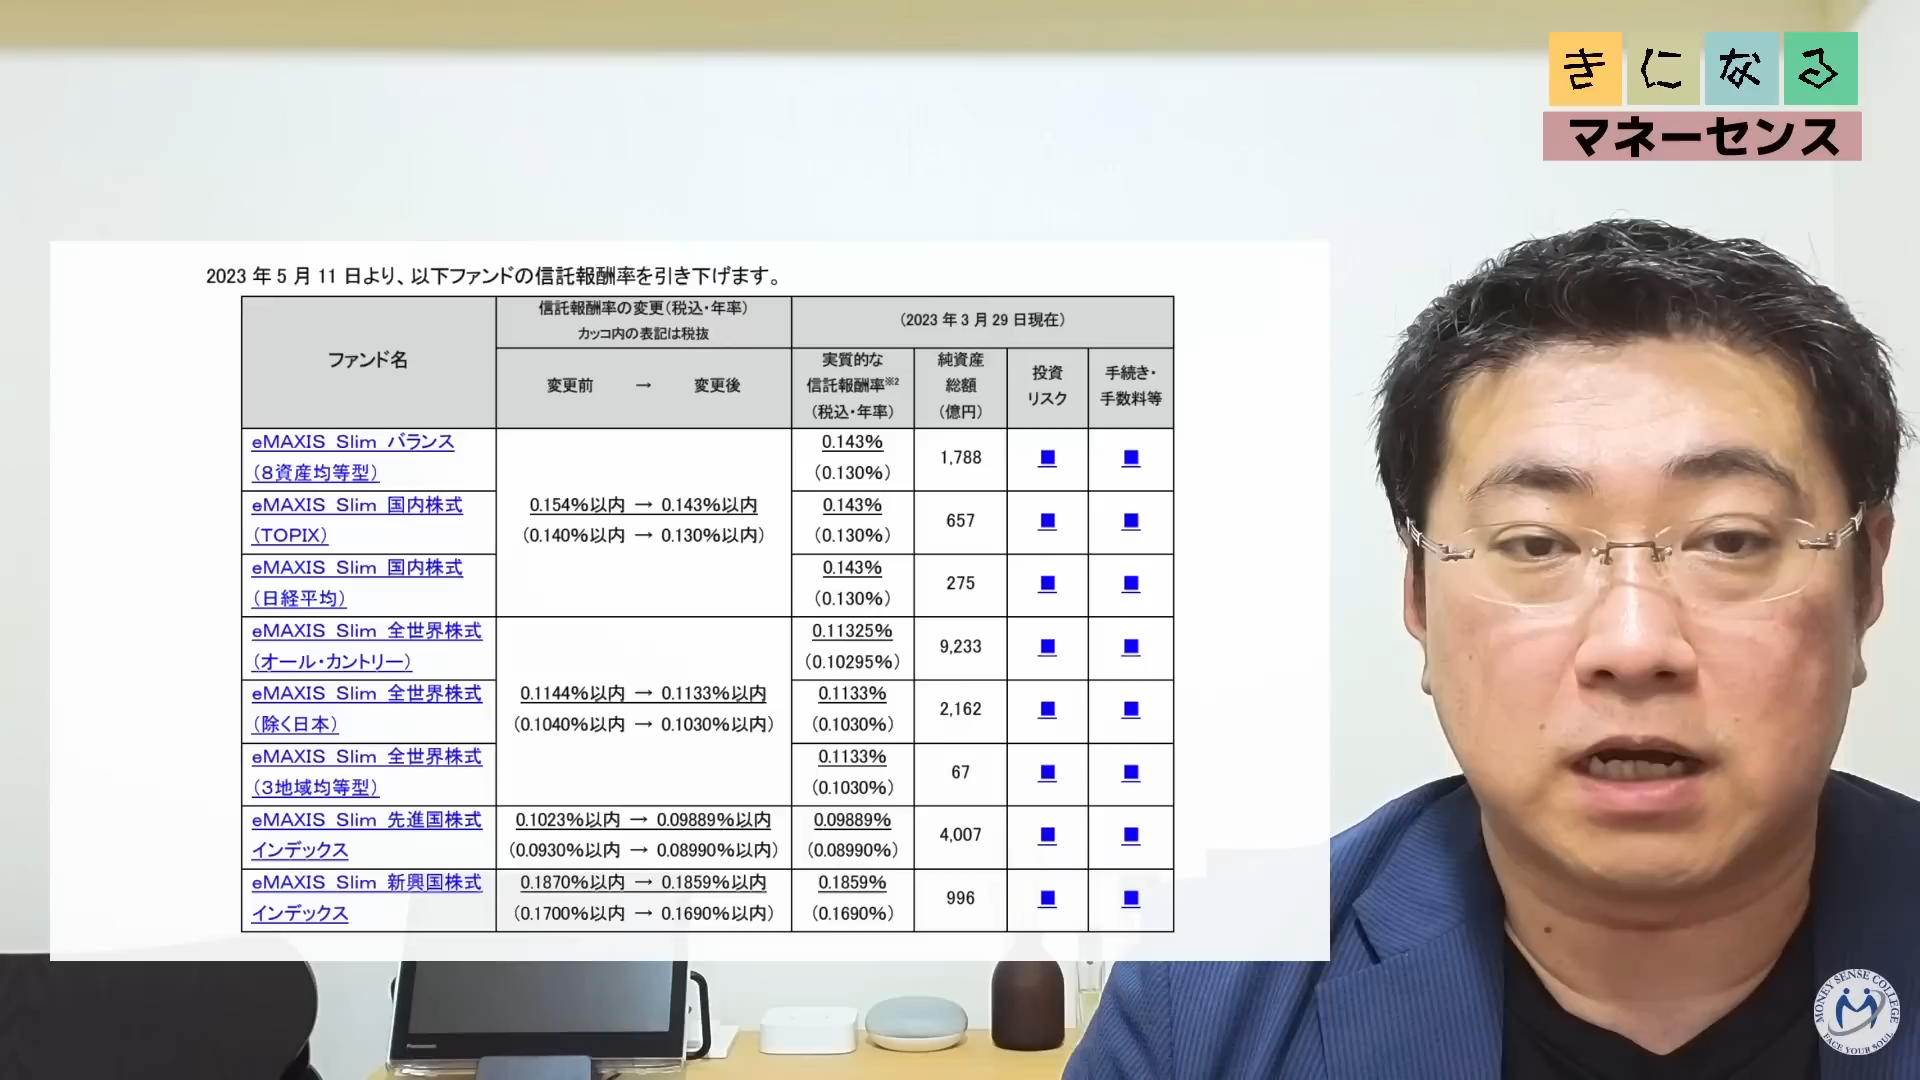 きになる
マネーセンス
2023 年 5 月 11 日より、以下ファンドの信託報酬率を引き下げます。
ファンド名
信託報酬率の変更(税込・年率)
カッコ内の表記は税抜
(2023 年 3 月 29 日現在)
変更前 → 変更後
実質的な
信託報酬率※2
(税込・年率)
純資産
総額
(億円)
投資
リスク
手続き・
手数料等
eMAXIS Slim バランス
(8資産均等型)
0.143%
(0.130%)
1,788
■ ■
0.154%以内 → 0.143%以内
(0.140%以内 → 0.130%以内)
eMAXIS Slim 国内株式
(TOPIX)
0.143%
(0.130%)
657
■ ■
eMAXIS Slim 国内株式
(日経平均)
0.143%
(0.130%)
275
■ ■
eMAXIS Slim 全世界株式
(オール・カントリー)
0.11325%
(0.10295%)
9,233
■ ■
0.1144%以内 → 0.1133%以内
(0.1040%以内 → 0.1030%以内)
eMAXIS Slim 全世界株式
(除く日本)
0.1133%
(0.1030%)
2,162
■ ■
eMAXIS Slim 全世界株式
(3地域均等型)
0.1133%
(0.1030%)
67
■ ■
eMAXIS Slim 先進国株式
インデックス
0.1023%以内 → 0.09889%以内
(0.0930%以内 → 0.08990%以内)
0.09889%
(0.08990%)
4,007
■ ■
eMAXIS Slim 新興国株式
インデックス
0.1870%以内 → 0.1859%以内
(0.1700%以内 → 0.1690%以内)
0.1859%
(0.1690%)
996
■ ■
Panasonic
MONEY SENSE COLLEGE
FACE YOUR SOUL